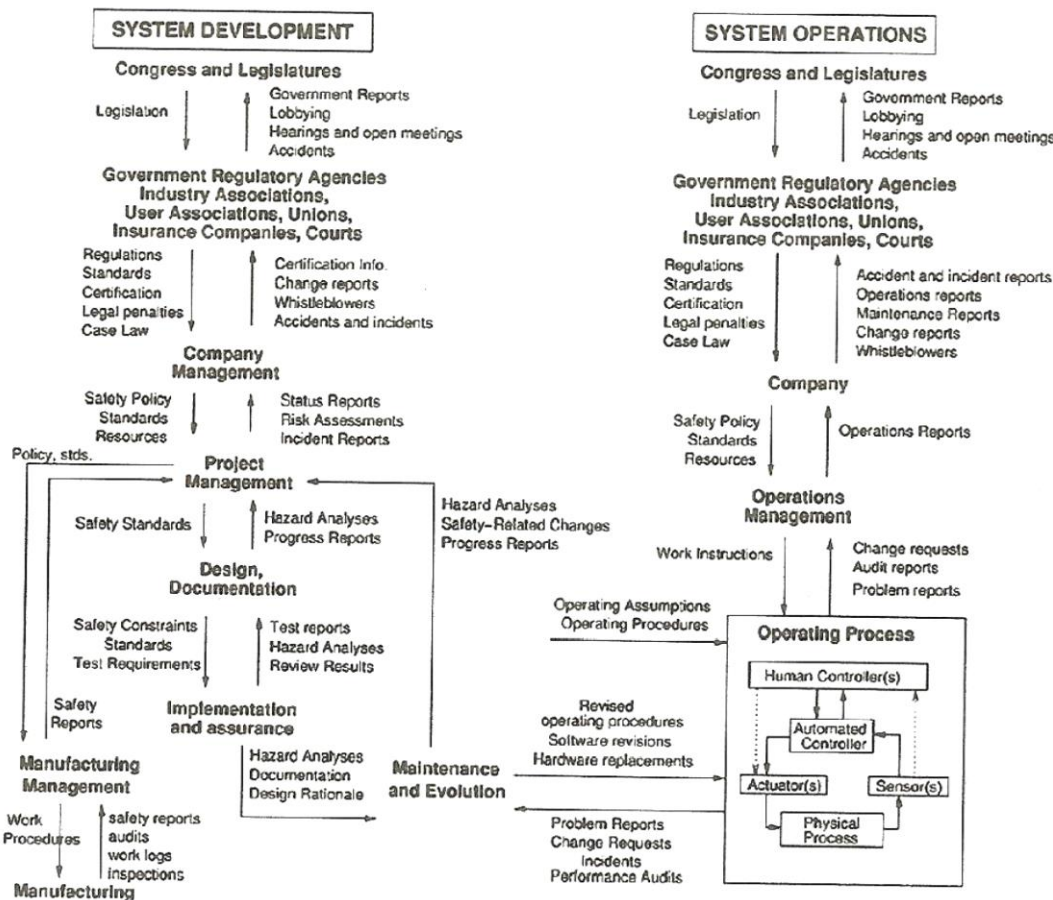 SYSTEM DEVELOPMENT
Congress and Legislatures
Legislation
Government Reports
Lobbying
Hearings and open meetings
Accidents
Government Regulatory Agencies
Industry Associations,
User Associations, Unions,
Insurance Companies, Courts
Regulations
Standards
Certification
Legal penalties
Case Law
Certification Info.
Change reports
Whistleblowers
Accidents and incidents
Company
Management
Safety Policy
Standards
Resources
Status Reports
Risk Assessments
Incident Reports
Policy, stds.
Project
Management
Safety Standards
Hazard Analyses
Progress Reports
Hazard Analyses
Safety-Related Changes
Progress Reports
Design,
Documentation
Safety Constraints
Standards
Test Requirements
Test reports
Hazard Analyses
Review Results
Safety
Reports
Implementation
and assurance
Hazard Analyses
Documentation
Design Rationale
Manufacturing
Management
Work
Procedures
safety reports
audits
work logs
inspections
Manufacturing
Maintenance
and Evolution
SYSTEM OPERATIONS
Congress and Legislatures
Legislation
Government Reports
Lobbying
Hearings and open meetings
Accidents
Government Regulatory Agencies
Industry Associations,
User Associations, Unions,
Insurance Companies, Courts
Regulations
Standards
Certification
Legal penalties
Case Law
Accident and incident reports
Operations reports
Maintenance Reports
Change reports
Whistleblowers
Company
Safety Policy
Standards
Resources
Operations Reports
Operations
Management
Work Instructions
Change requests
Audit reports
Problem reports
Operating Assumptions
Operating Procedures
Operating Process
Human Controller(s)
Automated
Controller
Actuator(s)
Sensor(s)
Physical
Process
Revised
operating procedures
Software revisions
Hardware replacements
Problem Reports
Change Requests
Incidents
Performance Audits